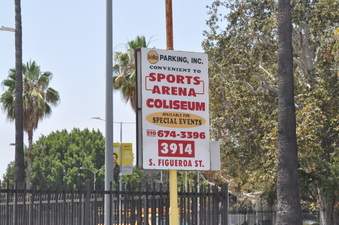 PARKING, INC.
CONVENIENT TO
SPORTS
ARENA
COLISEUM
AVAILABLE FOR
SPECIAL EVENTS
674-3396
3914
S. FIGUEROA ST.